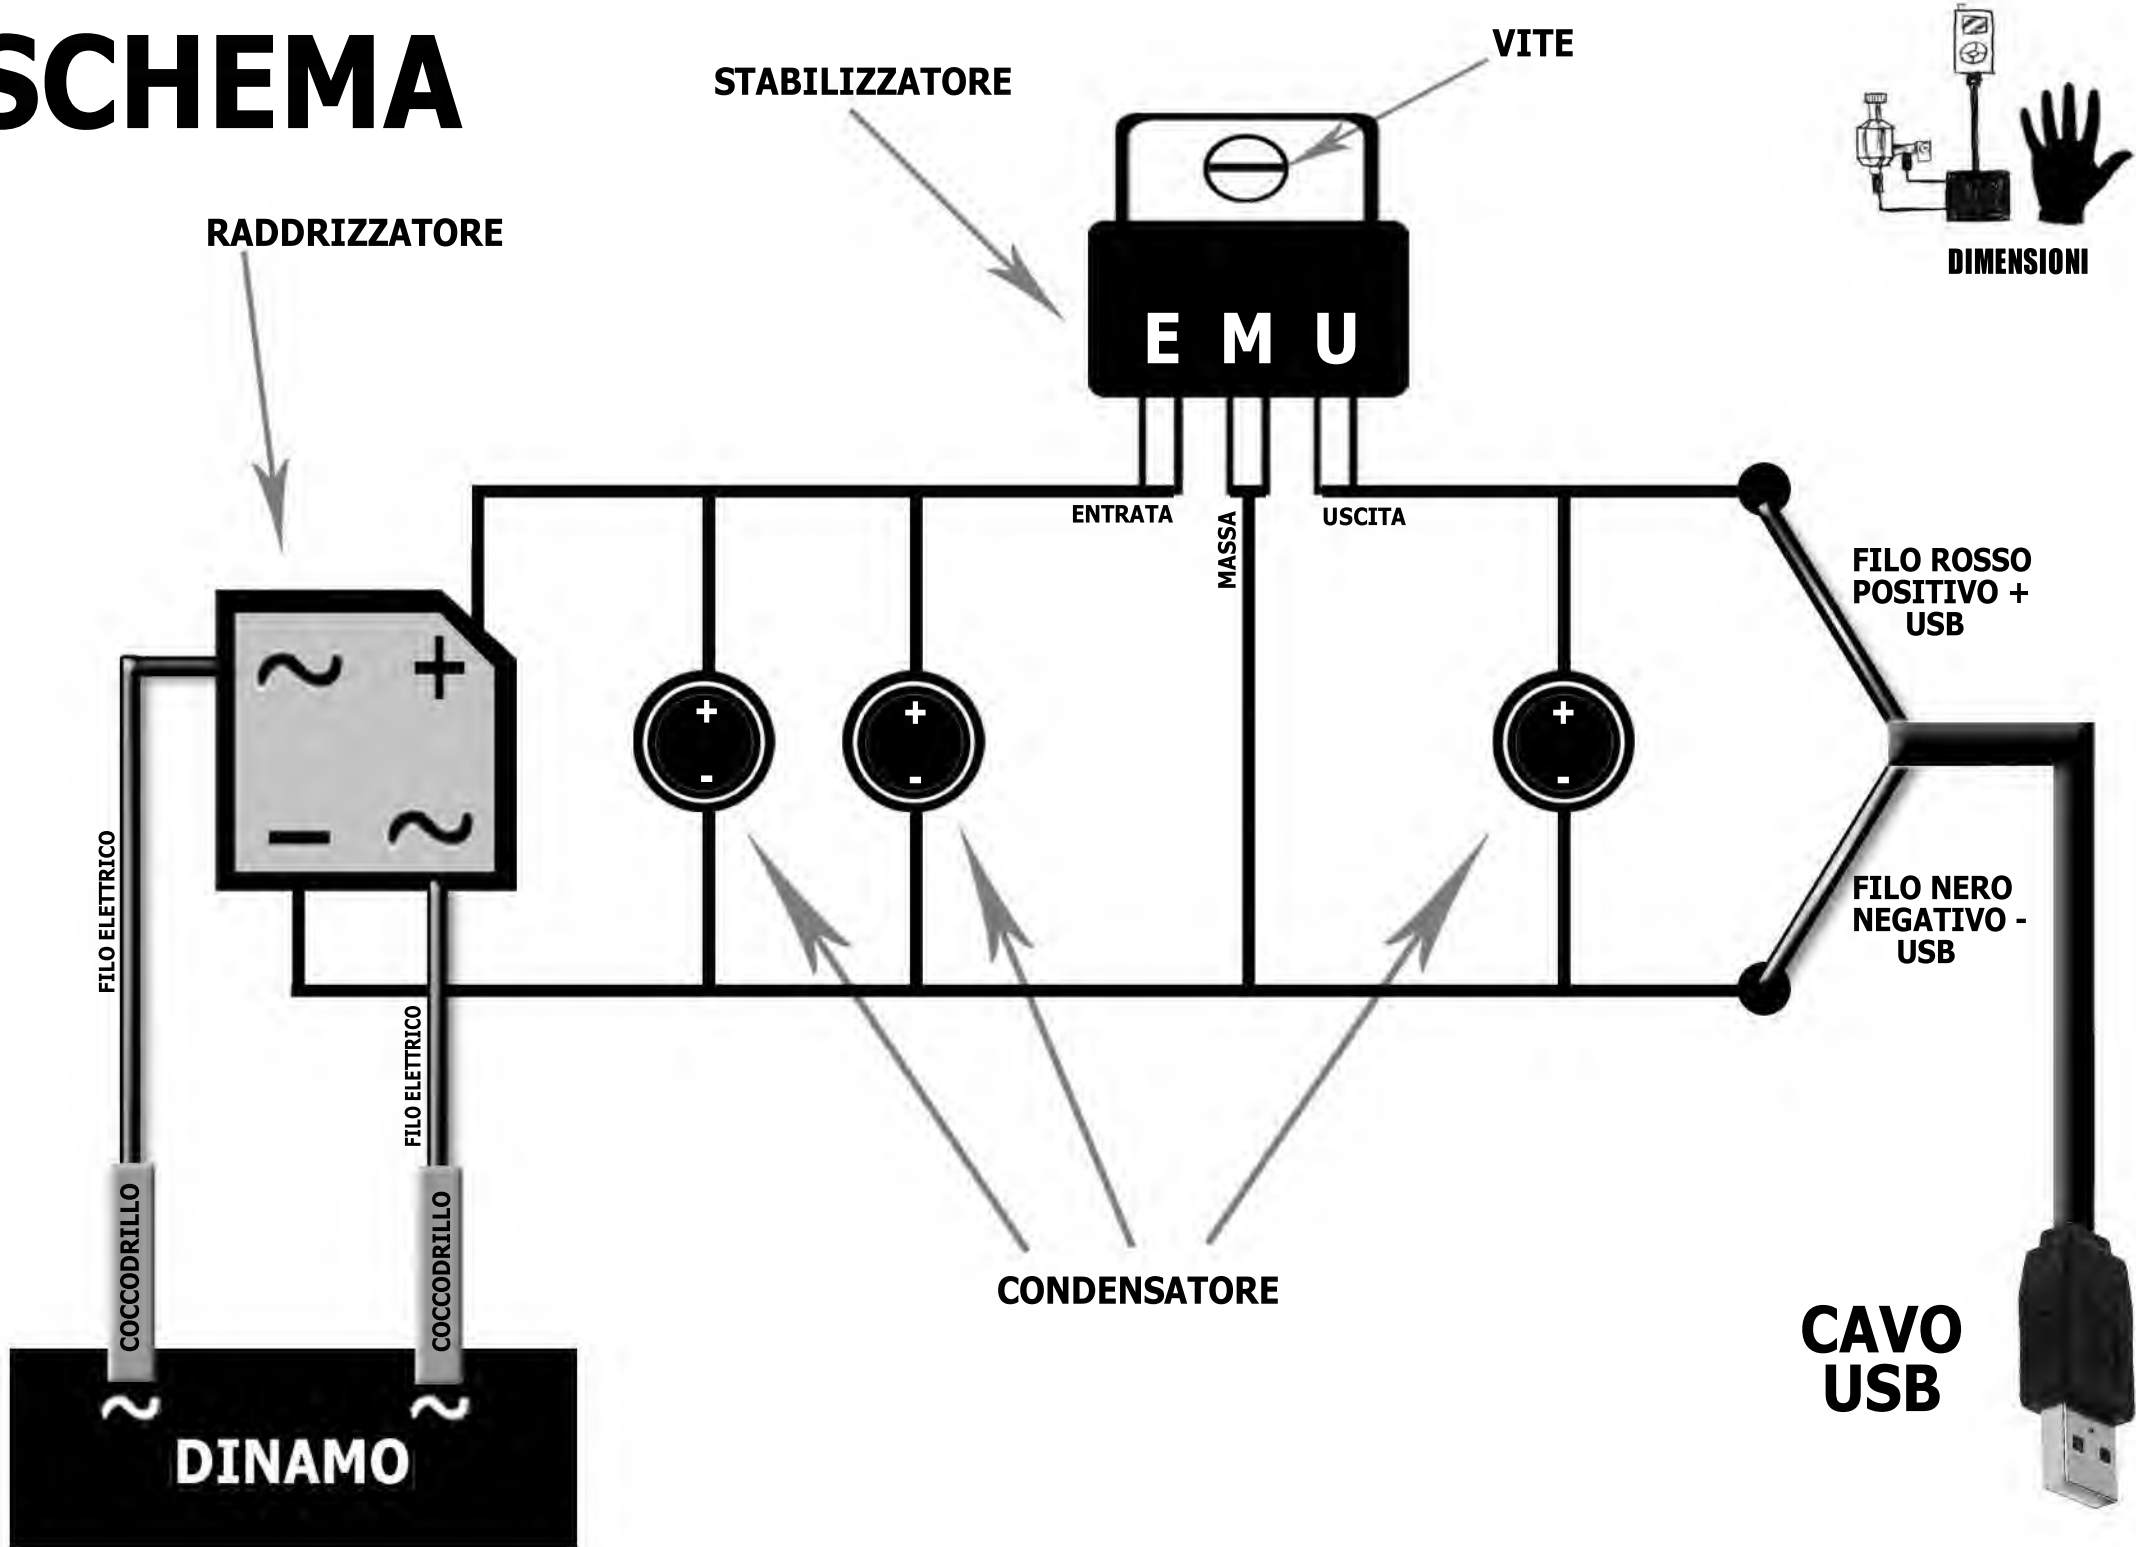 SCHEMA
STABILIZZATORE
VITE
RADDRIZZATORE
DIMENSIONI
E M U
ENTRATA
MASSA
USCITA
FILO ROSSO
POSITIVO +
USB
~ +
- ~
+
-
+
-
+
-
FILO NERO
NEGATIVO -
USB
FILO ELETTRICO
FILO ELETTRICO
COCCODRILLO
COCCODRILLO
CONDENSATORE
CAVO
USB
~ ~
DINAMO